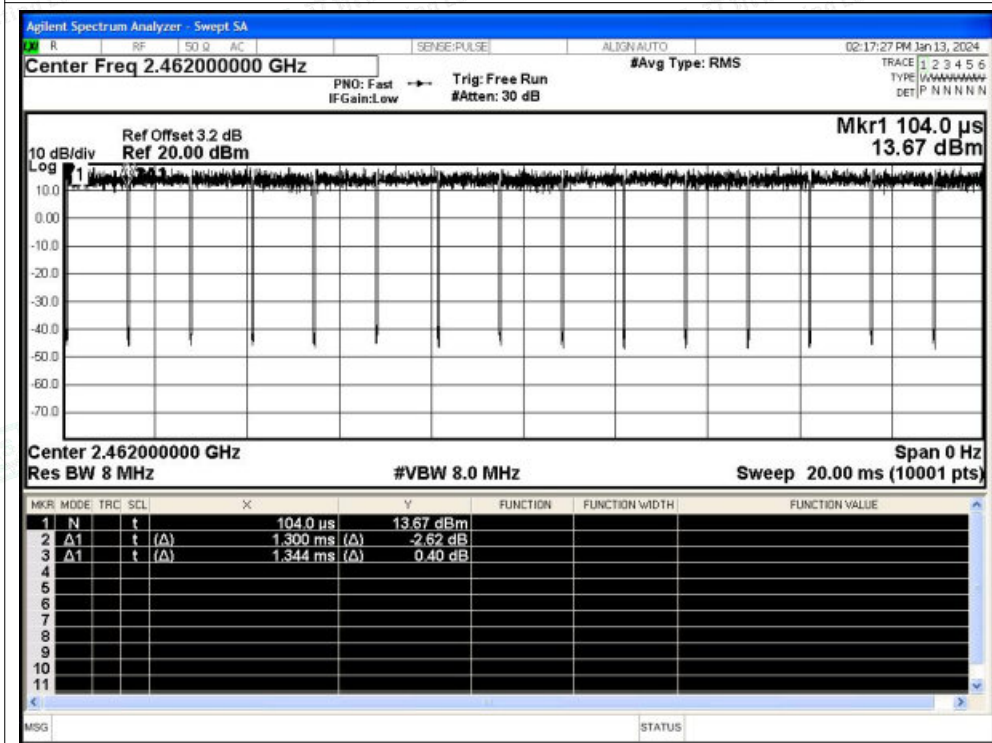 Agilent Spectrum Analyzer - Swept SA
LXI R RF 50 Ω AC SENSE:PULSE ALIGN AUTO 02:17:27 PM Jan 13, 2024
Center Freq 2.462000000 GHz #Avg Type: RMS TRACE 1 2 3 4 5 6
PNO: Fast Trig: Free Run TYPE
IFGain:Low #Atten: 30 dB DET P N N N N N
Mkr1 104.0 µs
Ref Offset 3.2 dB
10 dB/div Ref 20.00 dBm 13.67 dBm
Log
1
10.0
0.00
-10.0
-20.0
-30.0
-40.0
-50.0
-60.0
-70.0
Center 2.462000000 GHz Span 0 Hz
Res BW 8 MHz #VBW 8.0 MHz Sweep 20.00 ms (10001 pts)
MKR MODE TRC SCL X Y FUNCTION FUNCTION WIDTH FUNCTION VALUE
1 N t 104.0 µs 13.67 dBm
2 Δ1 t (Δ) 1.300 ms (Δ) -2.62 dB
3 Δ1 t (Δ) 1.344 ms (Δ) 0.40 dB
4
5
6
7
8
9
10
11
MSG STATUS